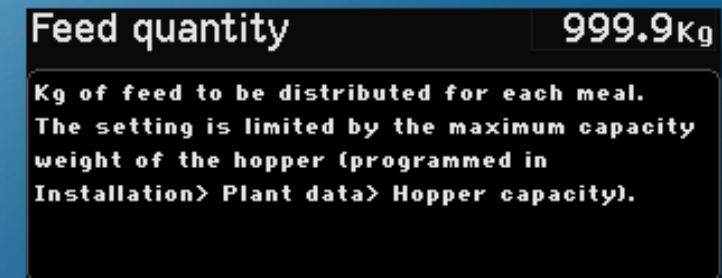 Feed quantity 999.9Kg
Kg of feed to be distributed for each meal.
The setting is limited by the maximum capacity
weight of the hopper (programmed in
Installation> Plant data> Hopper capacity).